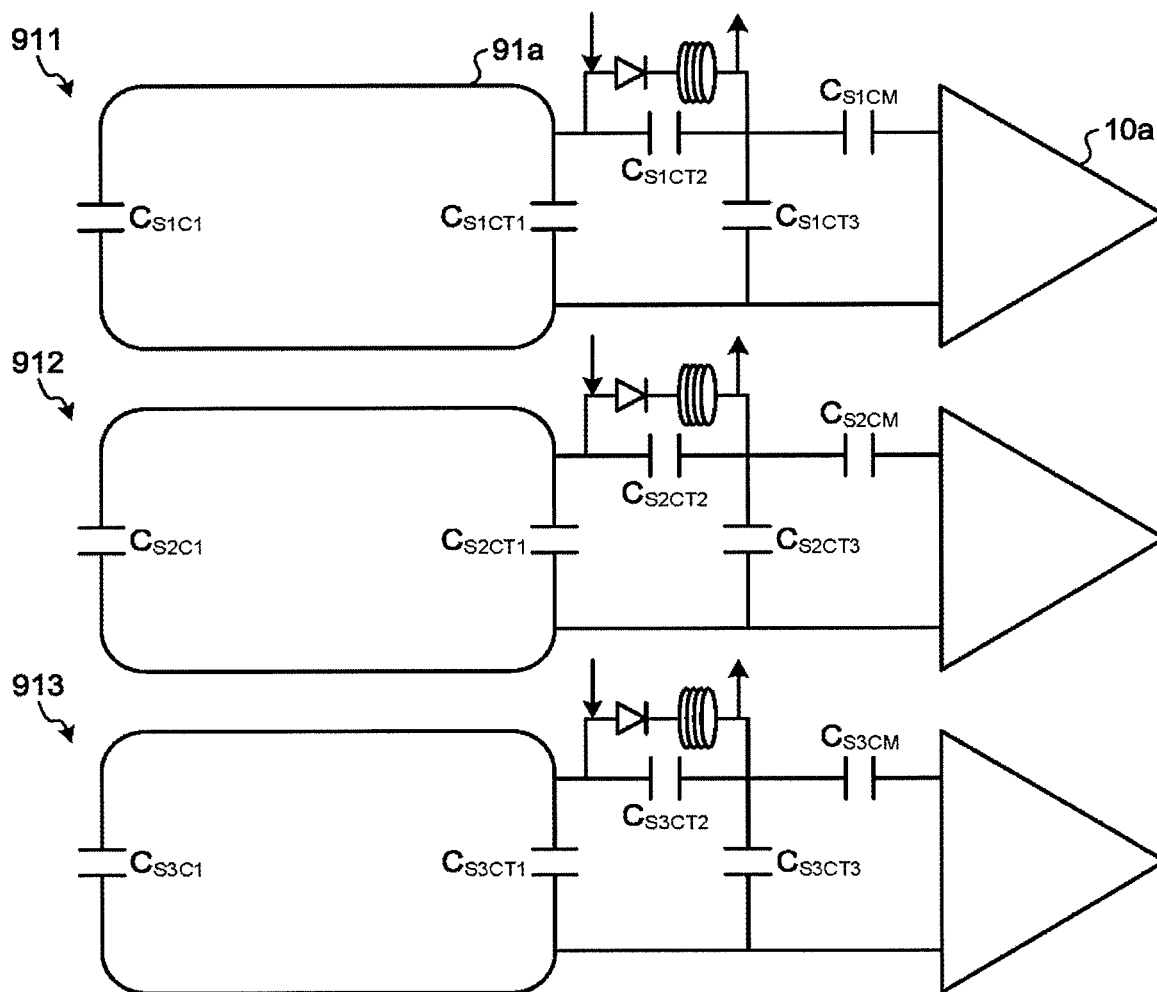 911
91a
C_S1CM
10a
C_S1CT2
C_S1C1
C_S1CT1
C_S1CT3
912
C_S2CM
C_S2CT2
C_S2C1
C_S2CT1
C_S2CT3
913
C_S3CM
C_S3CT2
C_S3C1
C_S3CT1
C_S3CT3